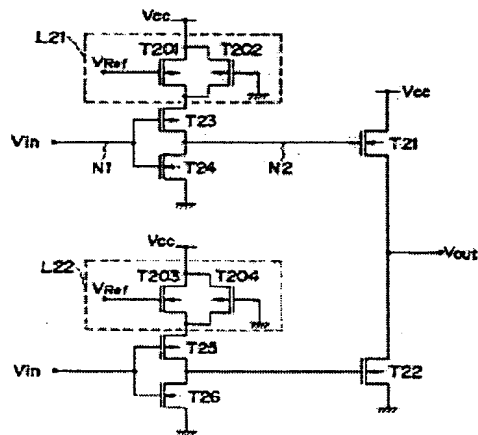 Vcc
L21
T201
T202
VRef
T23
Vcc
Vin
N1
T24
N2
T21
Vout
Vcc
L22
T203
T204
VRef
T25
Vin
T26
T22